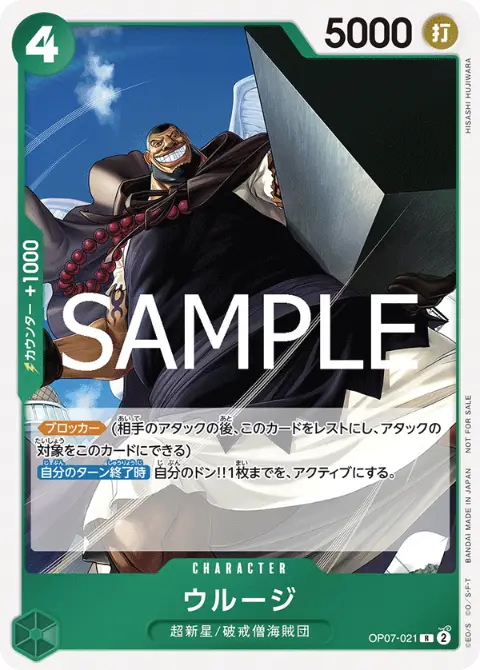 4
5000
打
HISASHI HUJIWARA
カウンター +1000
SAMPLE
ブロッカー (相手のアタックの後、このカードをレストにし、アタックの
対象をこのカードにできる)
自分のターン終了時 自分のドン!!1枚までを、アクティブにする。
CHARACTER
ウルージ
超新星/破戒僧海賊団
OP07-021 R 2
©E.O/S ©O/S・F・T BANDAI MADE IN JAPAN NOT FOR SALE